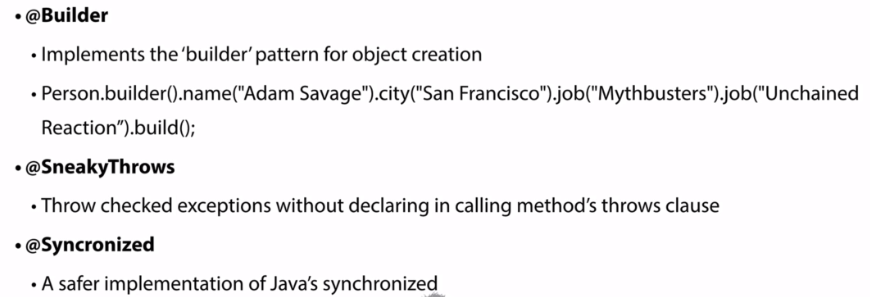 • @Builder
• Implements the ‘builder’ pattern for object creation
• Person.builder().name("Adam Savage").city("San Francisco").job("Mythbusters").job("Unchained
Reaction”).build();
• @SneakyThrows
• Throw checked exceptions without declaring in calling method’s throws clause
• @Syncronized
• A safer implementation of Java’s synchronized